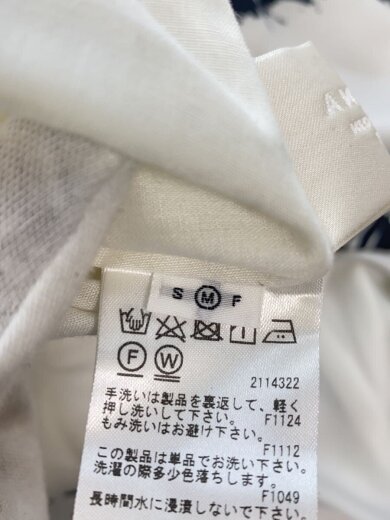 S M F
F W
2114322
手洗いは製品を裏返して、軽く
押し洗いして下さい。 F1124
もみ洗いはお避け下さい。
F1112
この製品は単品でお洗い下さい。
洗濯の際多少色落ちします。
F1049
長時間水に浸漬しないで下さい。